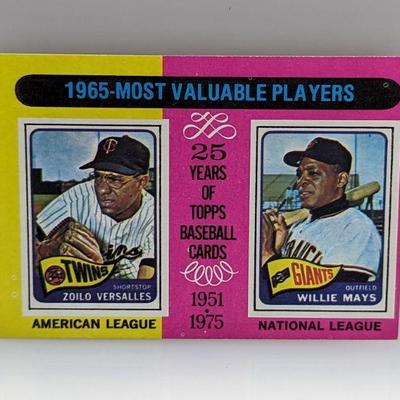 1965-MOST VALUABLE PLAYERS
25
YEARS
OF
TOPPS
BASEBALL
CARDS
1951
1975
TWINS
SHORTSTOP
ZOILO VERSALLES
AMERICAN LEAGUE
GIANTS
OUTFIELD
WILLIE MAYS
NATIONAL LEAGUE